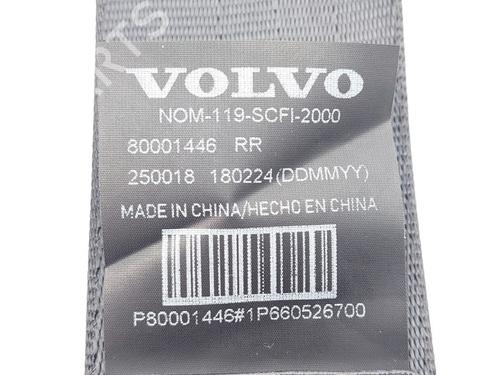 VOLVO
NOM-119-SCFI-2000
80001446 RR
250018 180224(DDMMYY)
MADE IN CHINA/HECHO EN CHINA
P80001446#1P660526700